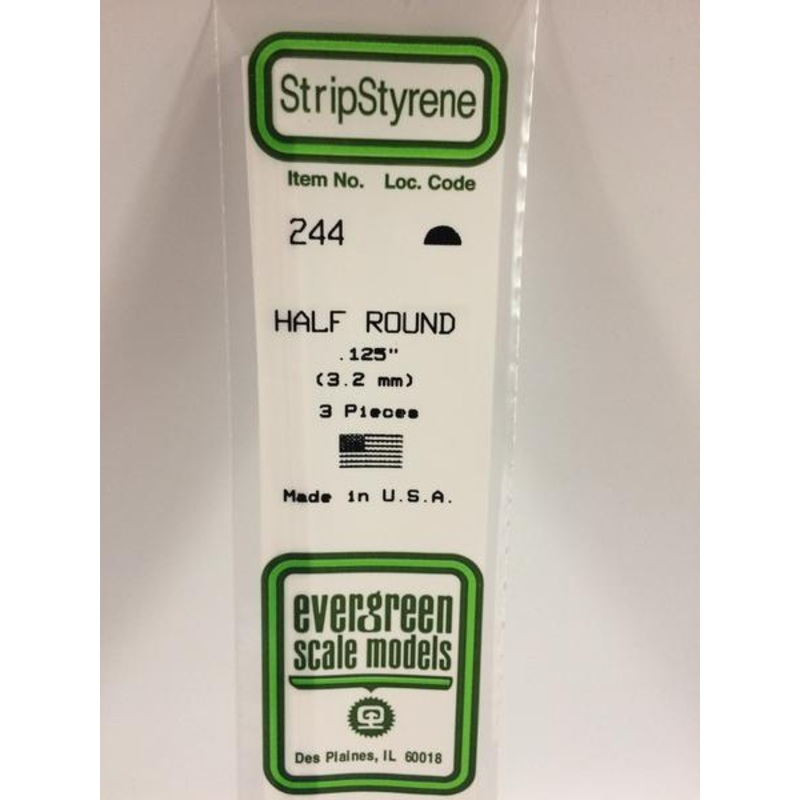 StripStyrene
Item No. Loc. Code
244
HALF ROUND
.125"
(3.2 mm)
3 Pieces
Made in U.S.A.
evergreen
scale models
Des Plaines, IL 60018